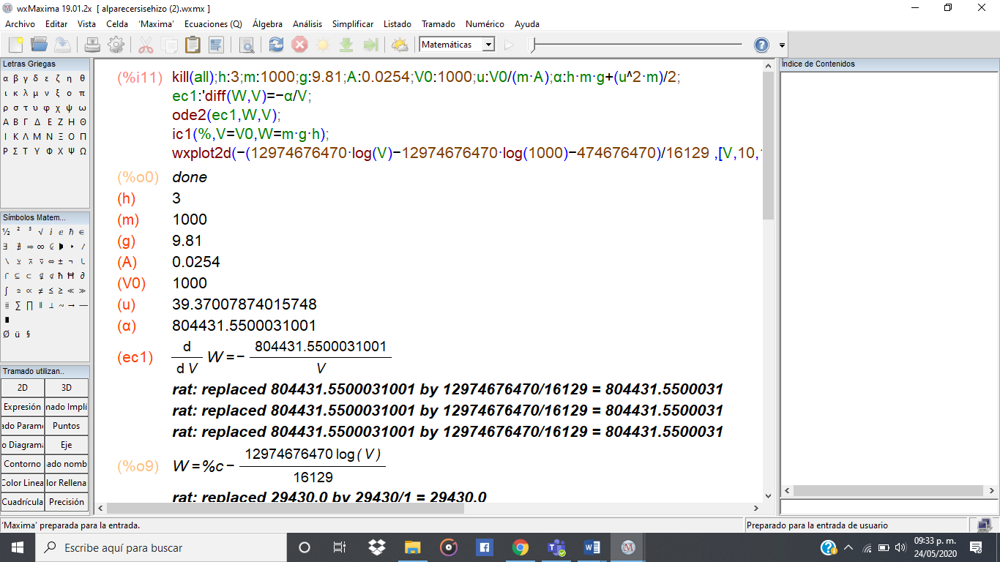 wxMaxima 19.01.2x [ alparecersisehizo (2).wxmx ]
Archivo Editar Vista Celda ‘Maxima’ Ecuaciones (Q) Álgebra Análisis Simplificar Listado Tramado Numérico Ayuda
Matemáticas
Letras Griegas
α β γ δ ε ζ η θ
ι κ λ μ ν ξ ο π
ρ σ τ υ φ χ ψ ω
Α Β Γ Δ Ε Ζ Η Θ
Ι Κ Λ Μ Ν Ξ Ο Π
Ρ Σ Τ Υ Φ Χ Ψ Ω
Símbolos Matem...
½ ² ³ √ ⅈ ⅇ ℏ ∈
Ø ü §
Tramado utilizan..
2D 3D
Expresión nado Implí
ado Param Puntos
o Diagrama Eje
Contorno ado nomb
Color Linea lor Rellena
Cuadrícula Precisión
(%i11) kill(all);h:3;m:1000;g:9.81;A:0.0254;V0:1000;u:V0/(m·A);α:h·m·g+(u^2·m)/2;
ec1:'diff(W,V)=−α/V;
ode2(ec1,W,V);
ic1(%,V=V0,W=m·g·h);
wxplot2d(−(12974676470·log(V)−12974676470·log(1000)−474676470)/16129 ,[V,10,
(%o0) done
(h) 3
(m) 1000
(g) 9.81
(A) 0.0254
(V0) 1000
(u) 39.37007874015748
(α) 804431.5500031001
(ec1) d/d V W = − 804431.5500031001/V
rat: replaced 804431.5500031001 by 12974676470/16129 = 804431.5500031
rat: replaced 804431.5500031001 by 12974676470/16129 = 804431.5500031
rat: replaced 804431.5500031001 by 12974676470/16129 = 804431.5500031
(%o9) W = %c − 12974676470 log( V )/16129
rat: replaced 29430.0 by 29430/1 = 29430.0
Índice de Contenidos
‘Maxima’ preparada para la entrada.
Preparado para la entrada de usuario
Escribe aquí para buscar
09:33 p. m.
24/05/2020